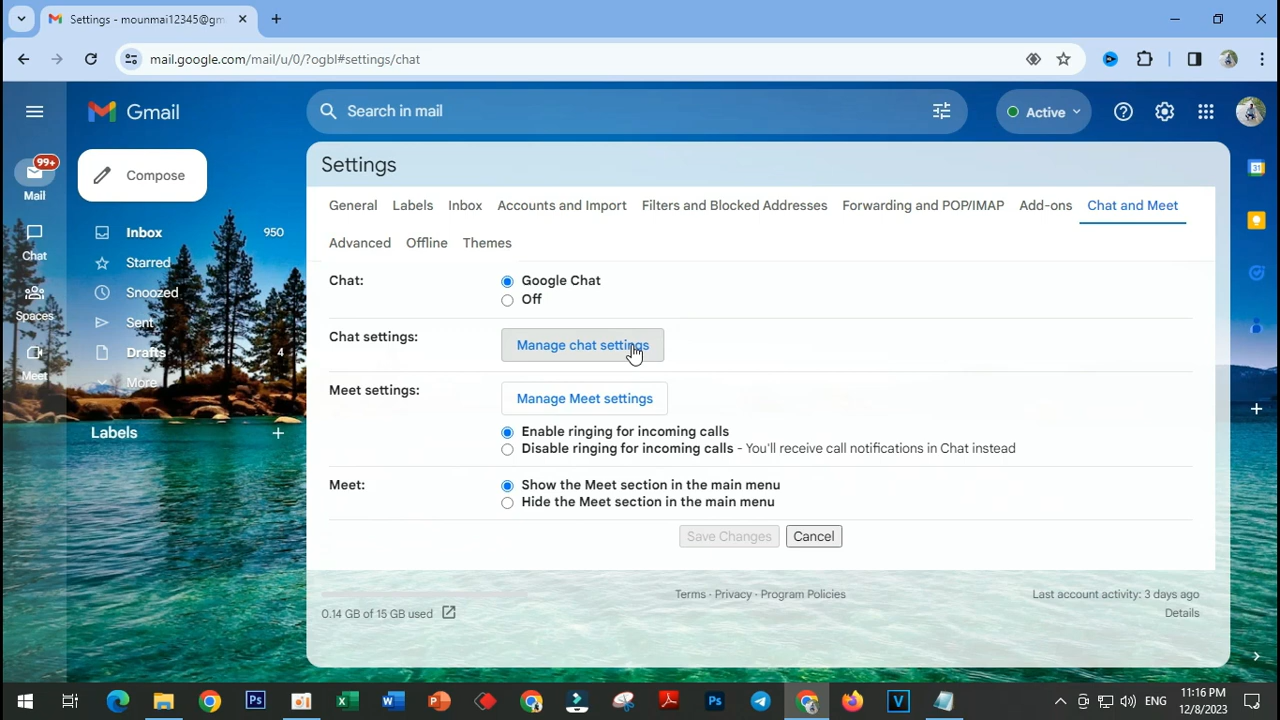 Settings - mounmai12345@gm
mail.google.com/mail/u/0/?ogbl#settings/chat
Gmail
Search in mail
Active
99+
Mail
Chat
Spaces
Meet
Compose
Inbox 950
Starred
Snoozed
Sent
Drafts 4
More
Labels
Settings
General Labels Inbox Accounts and Import Filters and Blocked Addresses Forwarding and POP/IMAP Add-ons Chat and Meet
Advanced Offline Themes
Chat: Google Chat
Off
Chat settings: Manage chat settings
Meet settings: Manage Meet settings
Enable ringing for incoming calls
Disable ringing for incoming calls - You'll receive call notifications in Chat instead
Meet: Show the Meet section in the main menu
Hide the Meet section in the main menu
Save Changes Cancel
Terms · Privacy · Program Policies
Last account activity: 3 days ago
0.14 GB of 15 GB used
Details
31
Ps
Ps
V
ENG
11:16 PM
12/8/2023